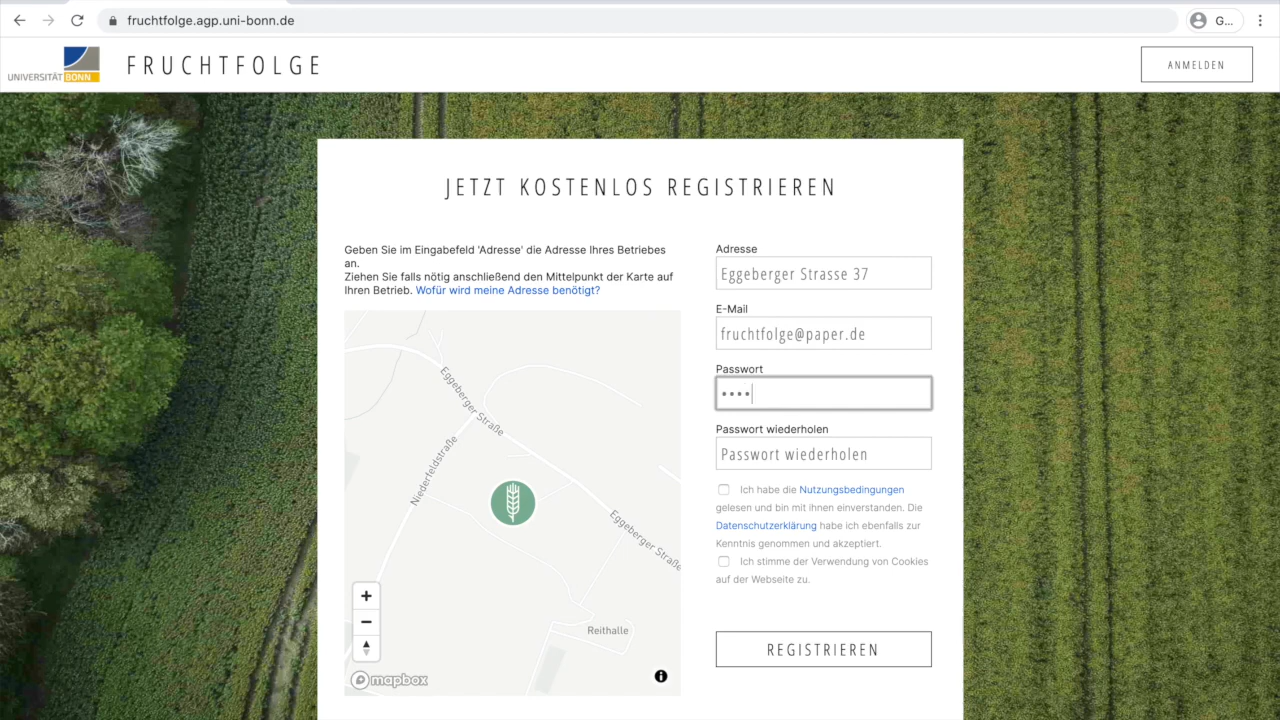 fruchtfolge.agp.uni-bonn.de
G...
UNIVERSITÄT BONN
FRUCHTFOLGE
ANMELDEN
JETZT KOSTENLOS REGISTRIEREN
Geben Sie im Eingabefeld 'Adresse' die Adresse Ihres Betriebes
an.
Ziehen Sie falls nötig anschließend den Mittelpunkt der Karte auf
Ihren Betrieb. Wofür wird meine Adresse benötigt?
Eggeberger Straße
Niederfeldstraße
Eggeberger Straße
Reithalle
mapbox
Adresse
Eggeberger Strasse 37
E-Mail
fruchtfolge@paper.de
Passwort
••••
Passwort wiederholen
Passwort wiederholen
Ich habe die Nutzungsbedingungen
gelesen und bin mit ihnen einverstanden. Die
Datenschutzerklärung habe ich ebenfalls zur
Kenntnis genommen und akzeptiert.
Ich stimme der Verwendung von Cookies
auf der Webseite zu.
REGISTRIEREN